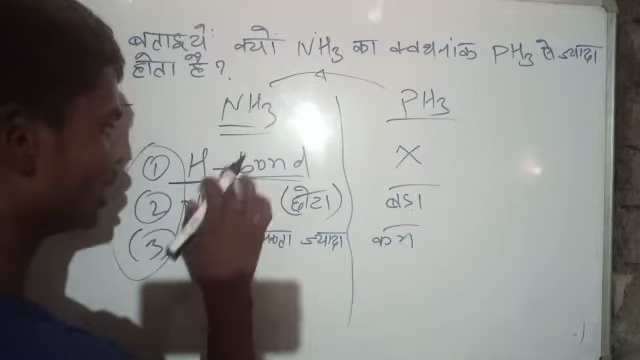 बताइये क्यों NH3 का क्वथनांक PH3 से ज्यादा
होता है ?
NH3 PH3
① H - bond X
② (छोटा) बड़ा
③ ज्यादा कम